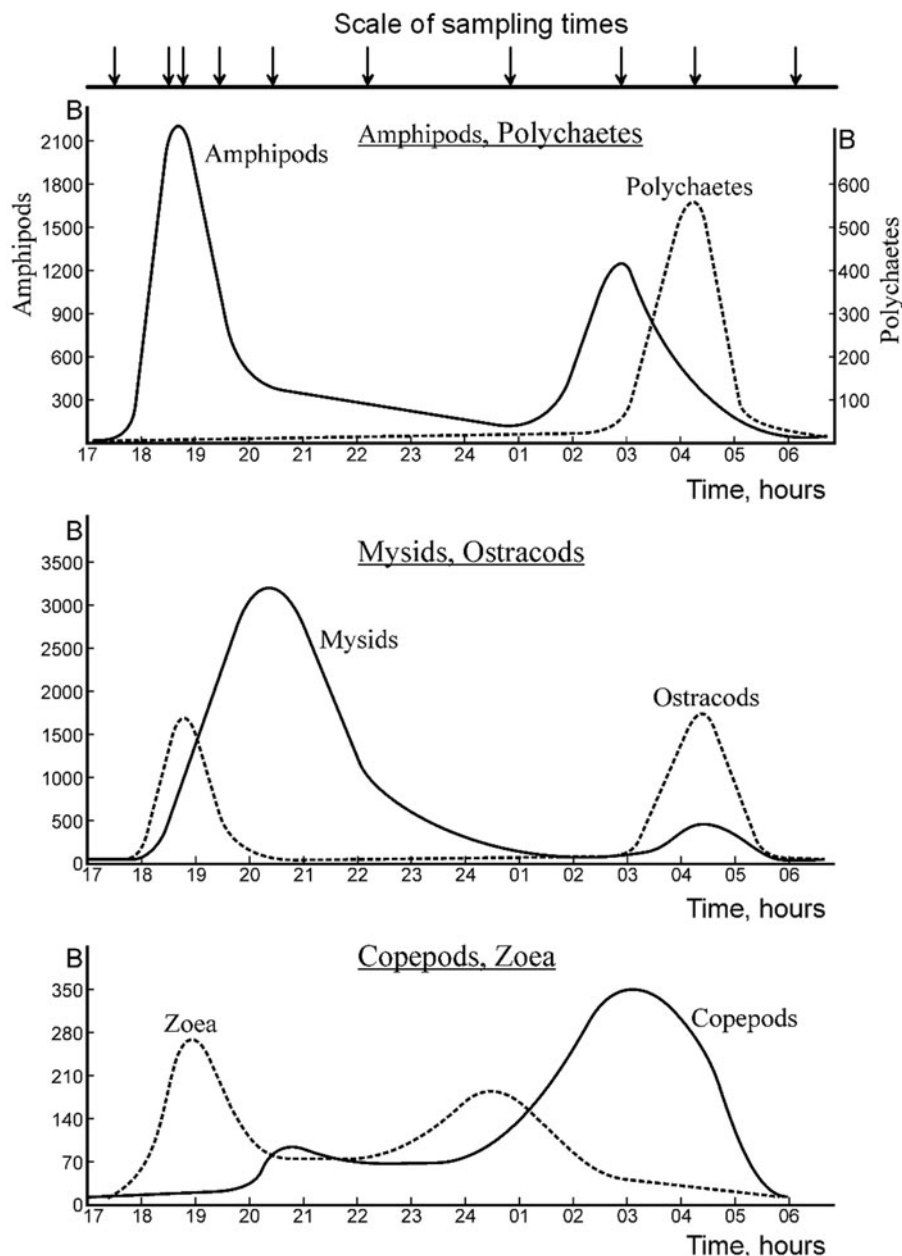 Scale of sampling times
B
Amphipods, Polychaetes
B
Amphipods
Polychaetes
2100
1800
1500
1200
900
600
300
600
500
400
300
200
100
Amphipods
Polychaetes
17 18 19 20 21 22 23 24 01 02 03 04 05 06
Time, hours
B
Mysids, Ostracods
3500
3000
2500
2000
1500
1000
500
0
Mysids
Ostracods
17 18 19 20 21 22 23 24 01 02 03 04 05 06
Time, hours
B
Copepods, Zoea
350
280
210
140
70
0
Zoea
Copepods
17 18 19 20 21 22 23 24 01 02 03 04 05 06
Time, hours